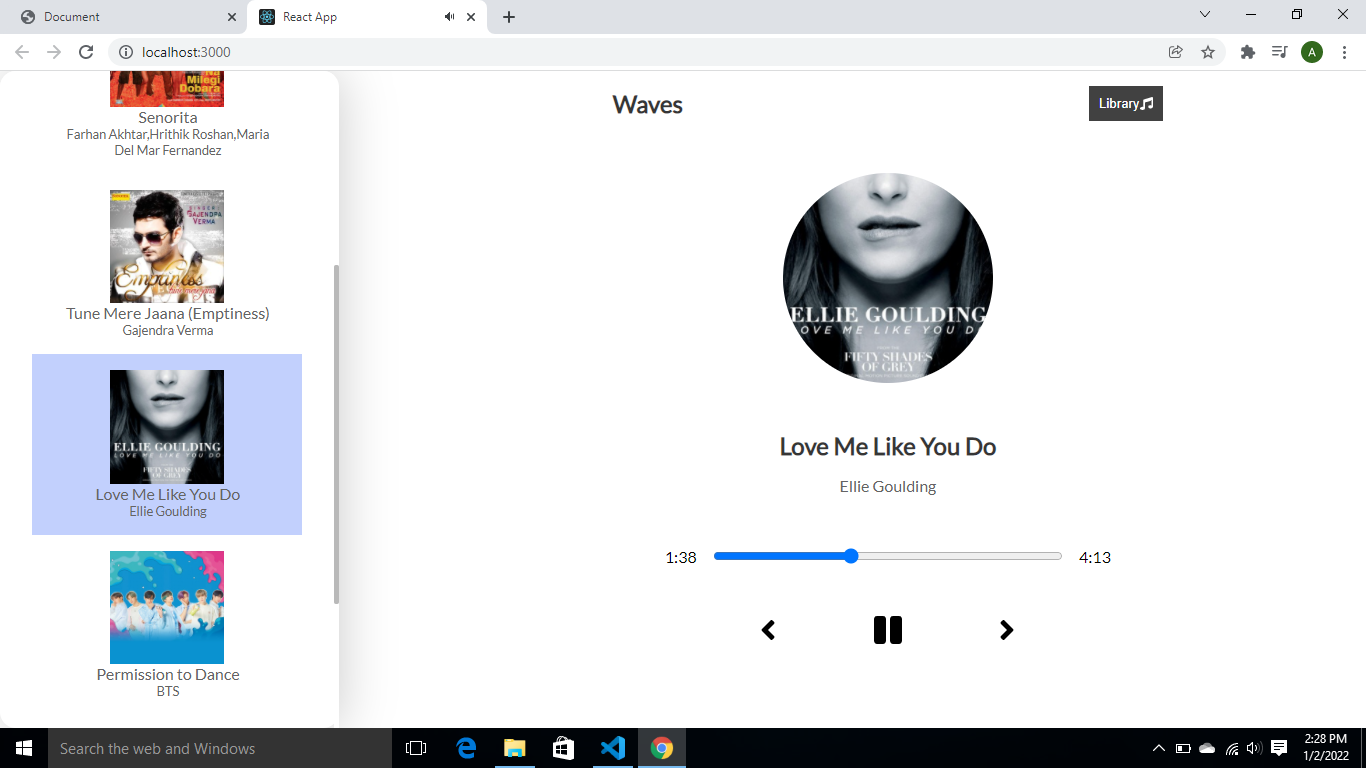 Document
React App
localhost:3000
A
Na
Milegi
Dobara
Senorita
Farhan Akhtar,Hrithik Roshan,Maria
Del Mar Fernandez
SINGER
GAJENDRA
VERMA
Emptiness
Tune Mere Jaana (Emptiness)
Gajendra Verma
ELLIE GOULDING
LOVE ME LIKE YOU DO
FIFTY SHADES
OF GREY
Love Me Like You Do
Ellie Goulding
Permission to Dance
BTS
Waves
Library
ELLIE GOULDING
LOVE ME LIKE YOU DO
FIFTY SHADES
OF GREY
Love Me Like You Do
Ellie Goulding
1:38
4:13
Search the web and Windows
2:28 PM
1/2/2022